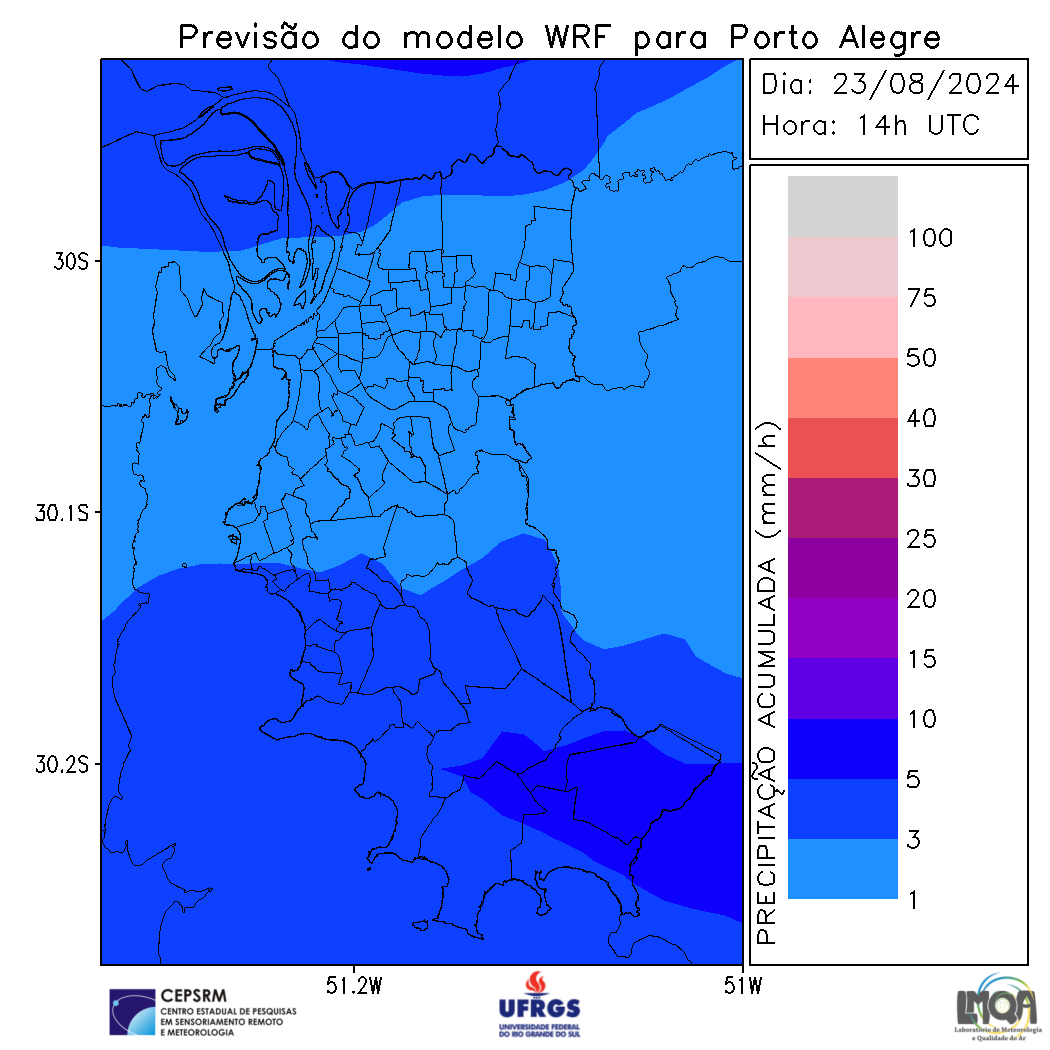 Previsão do modelo WRF para Porto Alegre
Dia: 23/08/2024
Hora: 14h UTC
30S
30.1S
30.2S
51.2W
51W
PRECIPITAÇÃO ACUMULADA (mm/h)
100
75
50
40
30
25
20
15
10
5
3
1
CEPSRM
CENTRO ESTADUAL DE PESQUISAS
EM SENSORIAMENTO REMOTO
E METEOROLOGIA
UFRGS
UNIVERSIDADE FEDERAL
DO RIO GRANDE DO SUL
LMQA
Laboratório de Meteorologia
e Qualidade do Ar